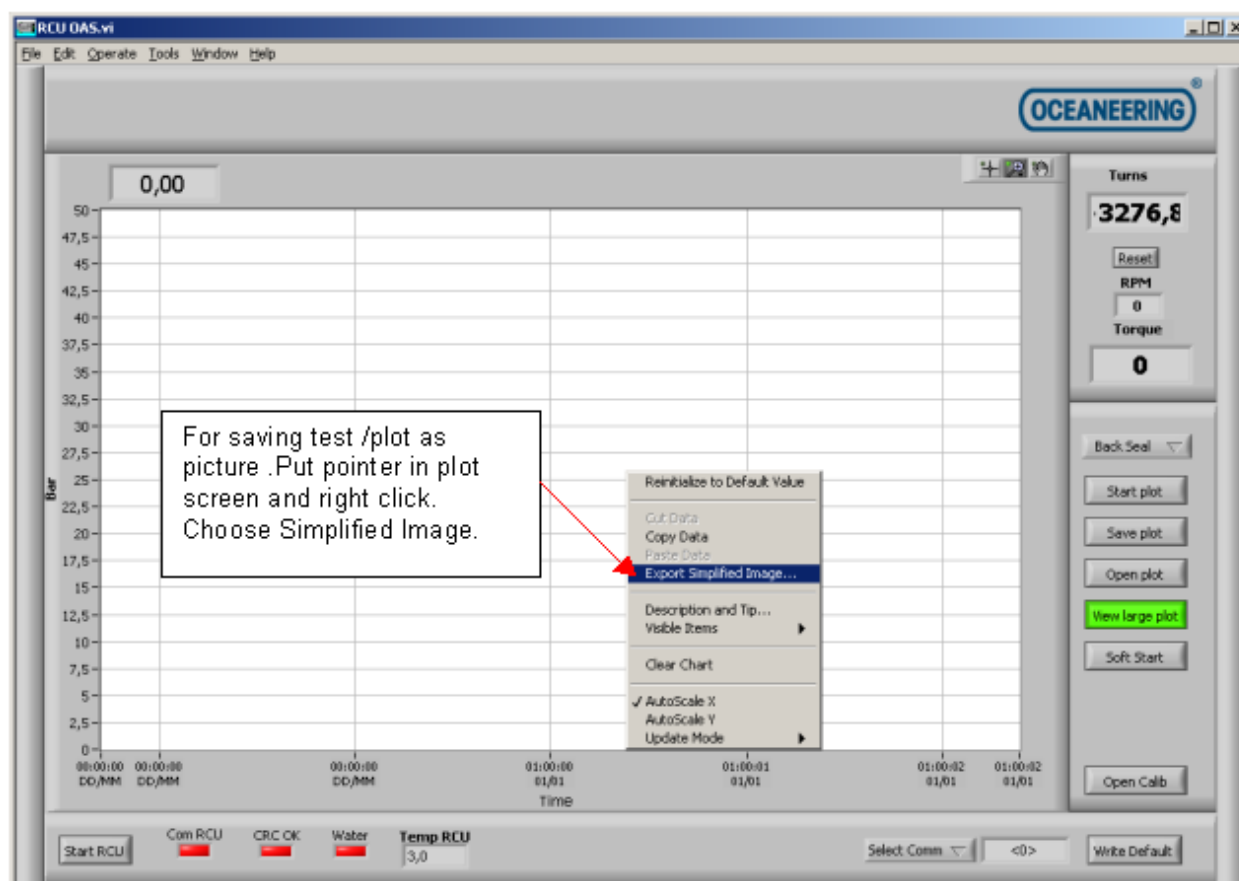 RCU OAS.vi
File Edit Operate Tools Window Help
OCEANEERING®
0,00
Turns
-3276,8
Reset
RPM
0
Torque
0
50
47,5
45
42,5
40
37,5
35
32,5
30
27,5
25
22,5
20
17,5
15
12,5
10
7,5
5
2,5
0
Bar
For saving test /plot as
picture .Put pointer in plot
screen and right click.
Choose Simplified Image.
Reinitialize to Default Value
Cut Data
Copy Data
Paste Data
Export Simplified Image...
Description and Tip...
Visible Items
Clear Chart
AutoScale X
AutoScale Y
Update Mode
Back Seal
Start plot
Save plot
Open plot
View large plot
Soft Start
Open Calib
00:00:00 00:00:00 00:00:00 01:00:00 01:00:01 01:00:02 01:00:02
DD/MM DD/MM DD/MM 01/01 01/01 01/01 01/01
Time
Start RCU
Com RCU CRC OK Water Temp RCU
3,0
Select Comm <0> Write Default